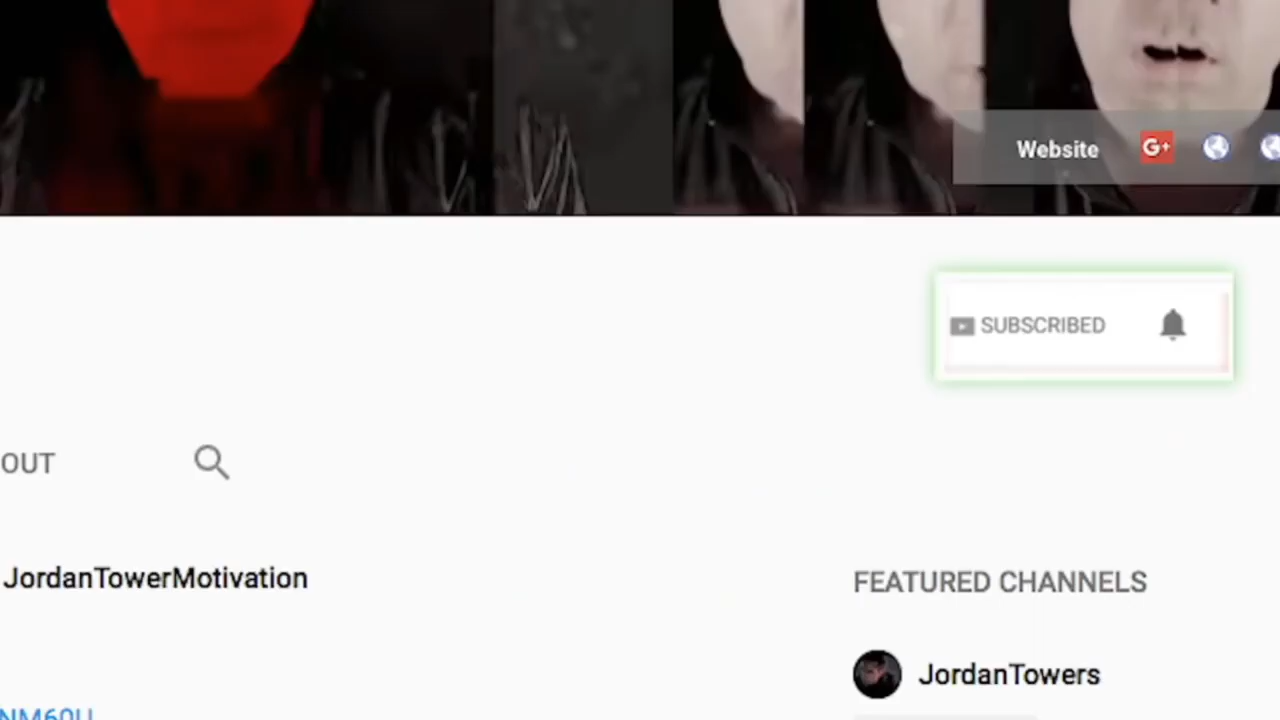 Website G+
SUBSCRIBED
OUT
JordanTowerMotivation
FEATURED CHANNELS
JordanTowers